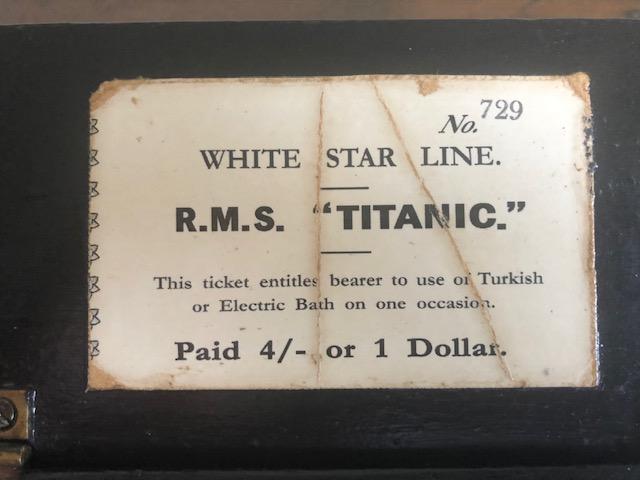 No. 729
WHITE STAR LINE.
R.M.S. "TITANIC."
This ticket entitles bearer to use of Turkish
or Electric Bath on one occasion.
Paid 4/- or 1 Dollar.